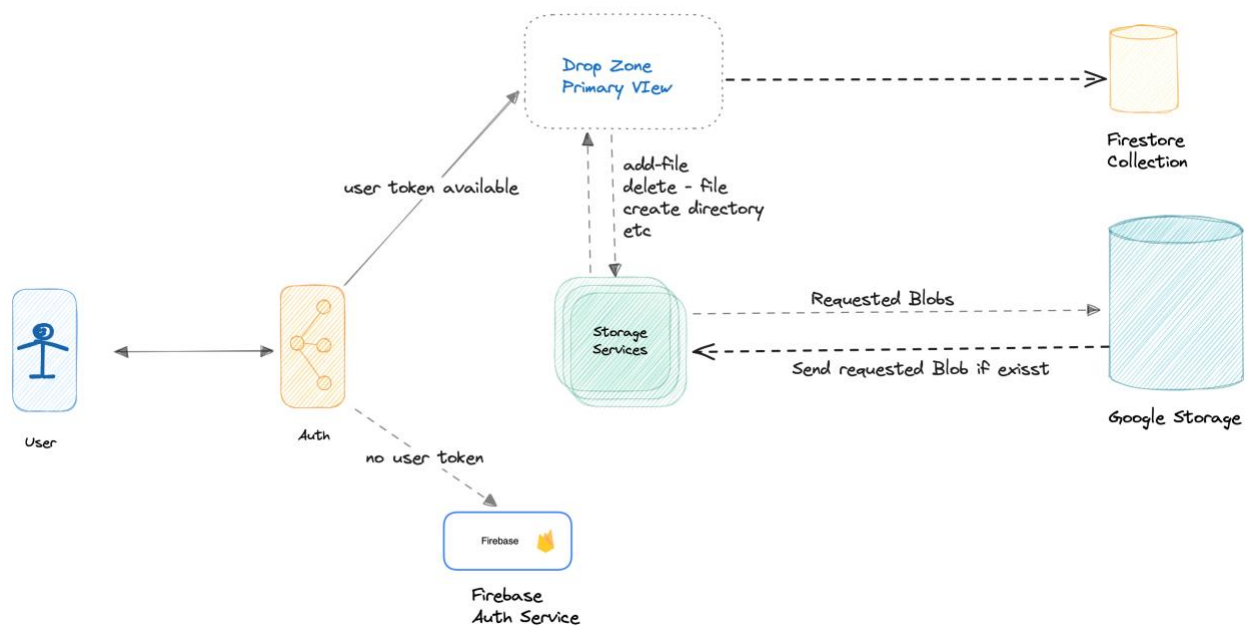 Drop Zone
Primary VIew
Firestore
Collection
user token available
add-file
delete - file
create directory
etc
Storage
Services
Requested Blobs
Send requested Blob if exisst
Google Storage
User
Auth
no user token
Firebase
Firebase
Auth Service